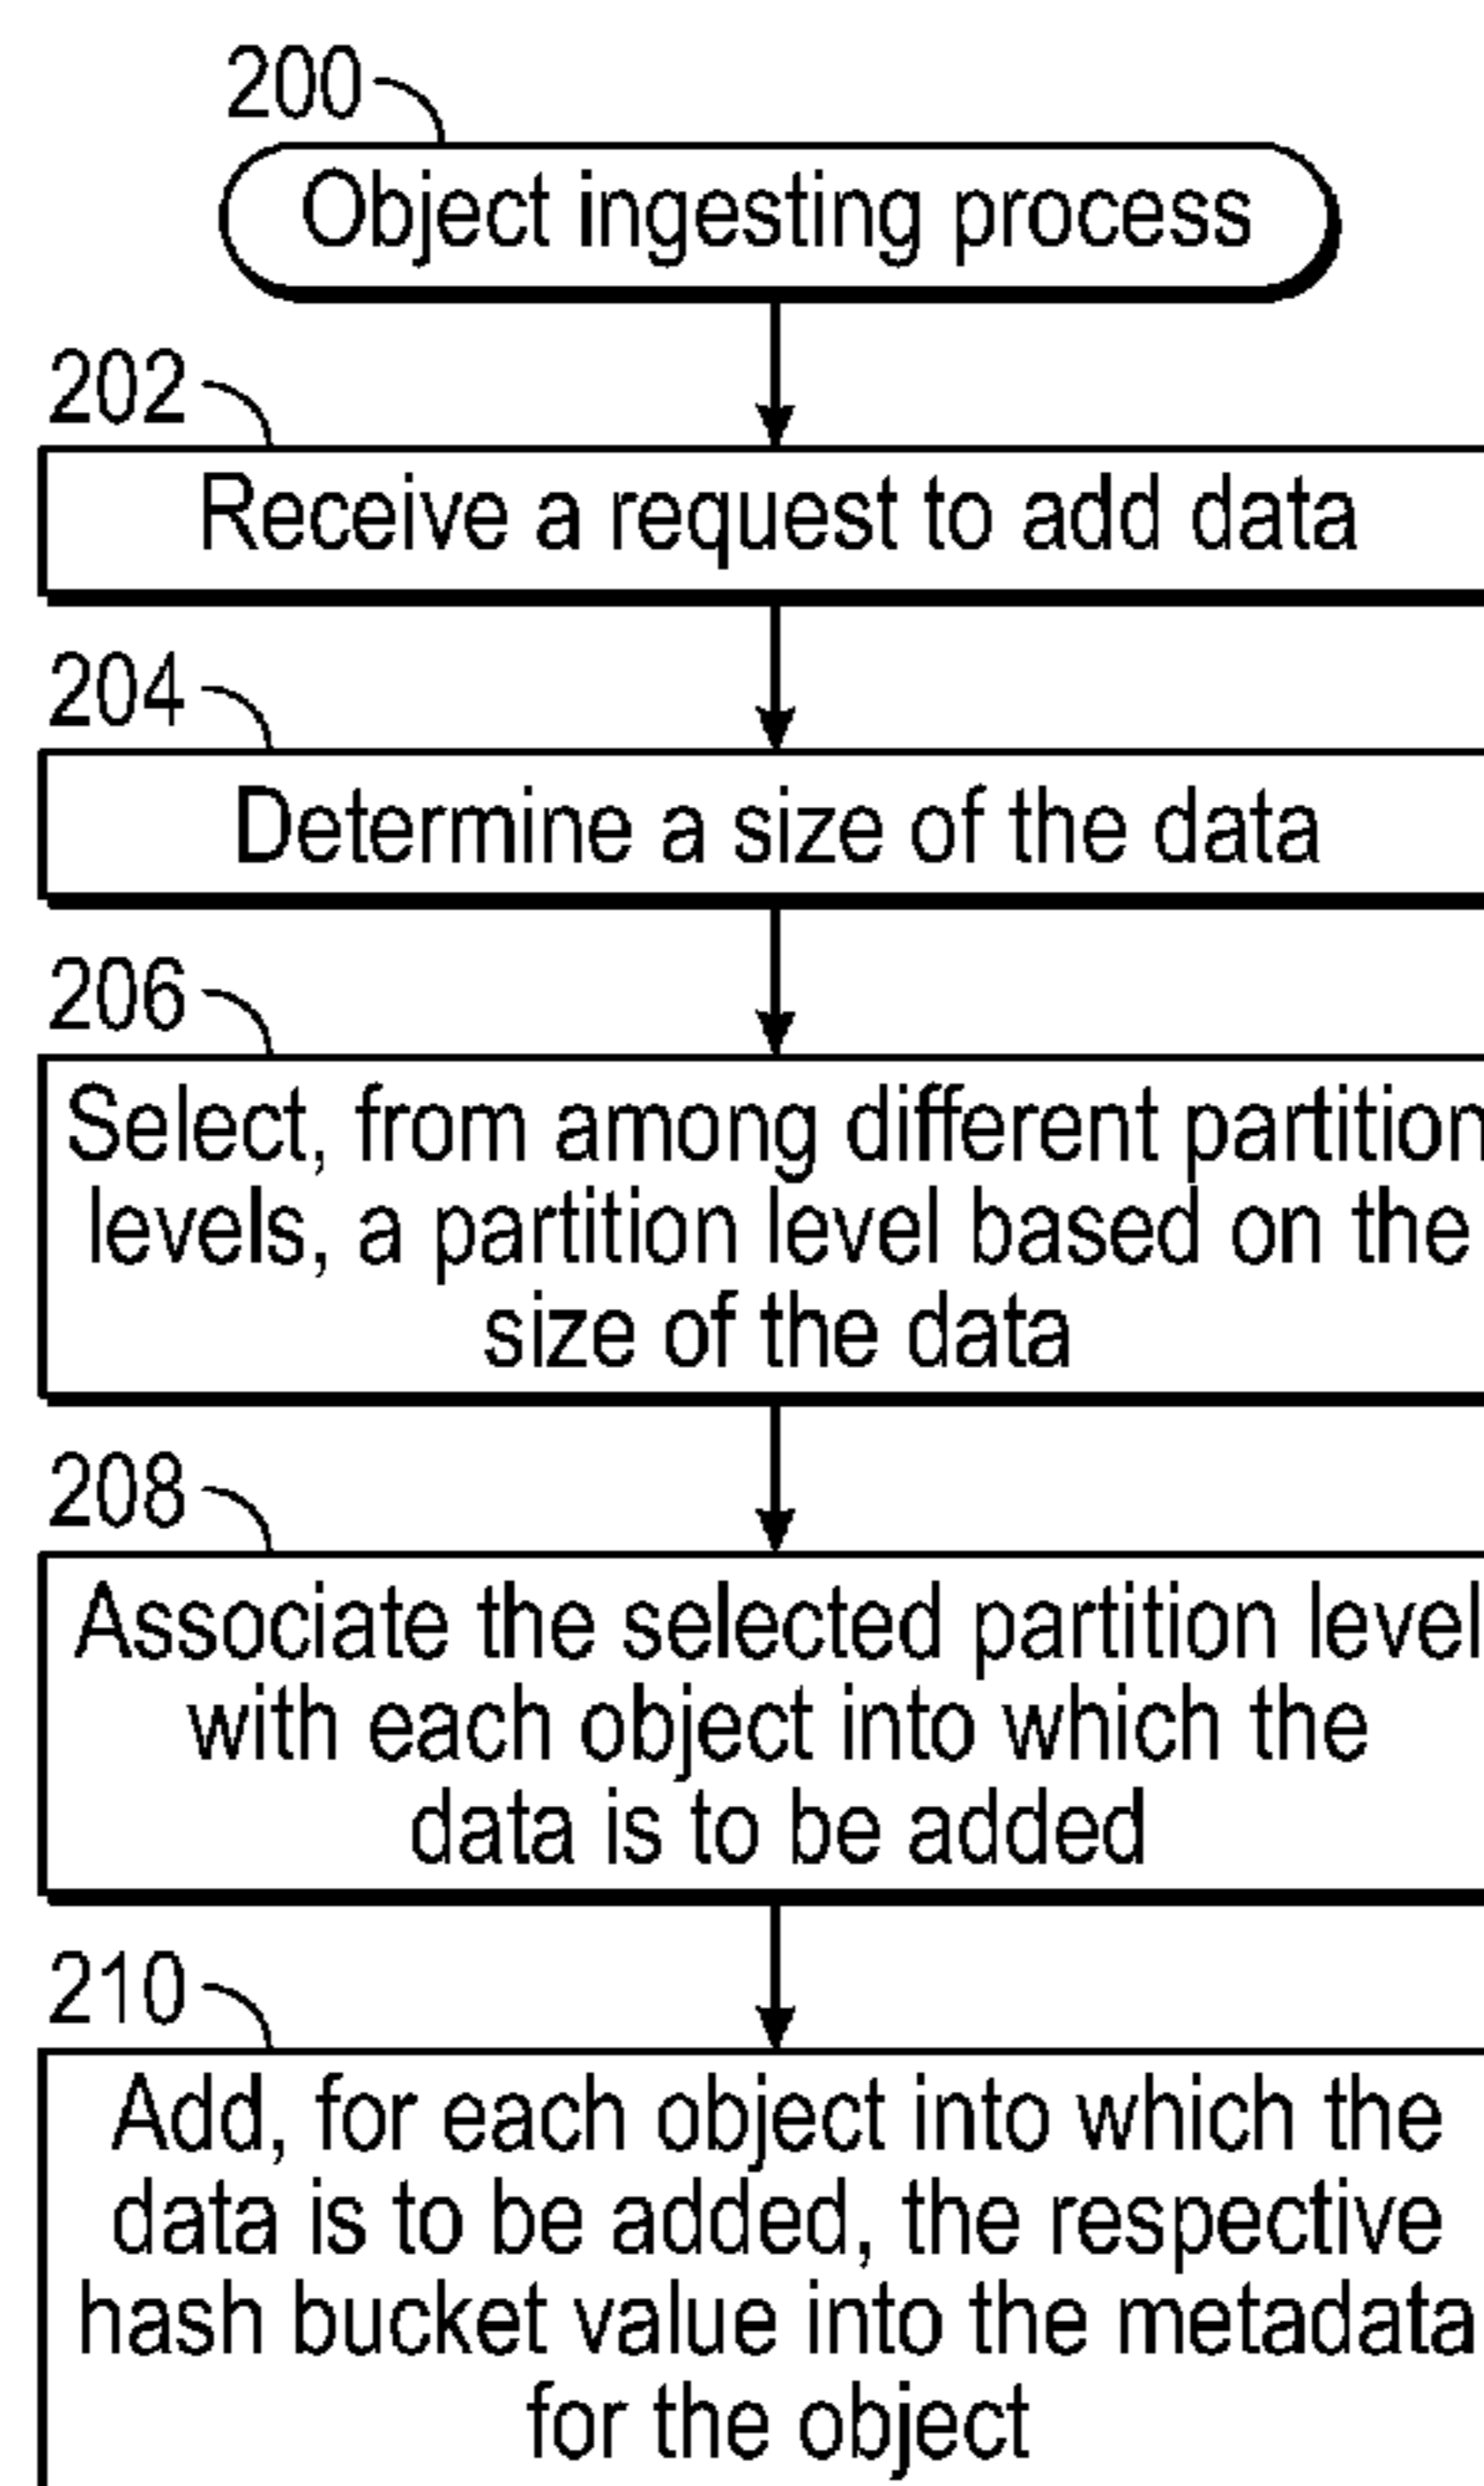 200
Object ingesting process
202
Receive a request to add data
204
Determine a size of the data
206
Select, from among different partition
levels, a partition level based on the
size of the data
208
Associate the selected partition level
with each object into which the
data is to be added
210
Add, for each object into which the
data is to be added, the respective
hash bucket value into the metadata
for the object